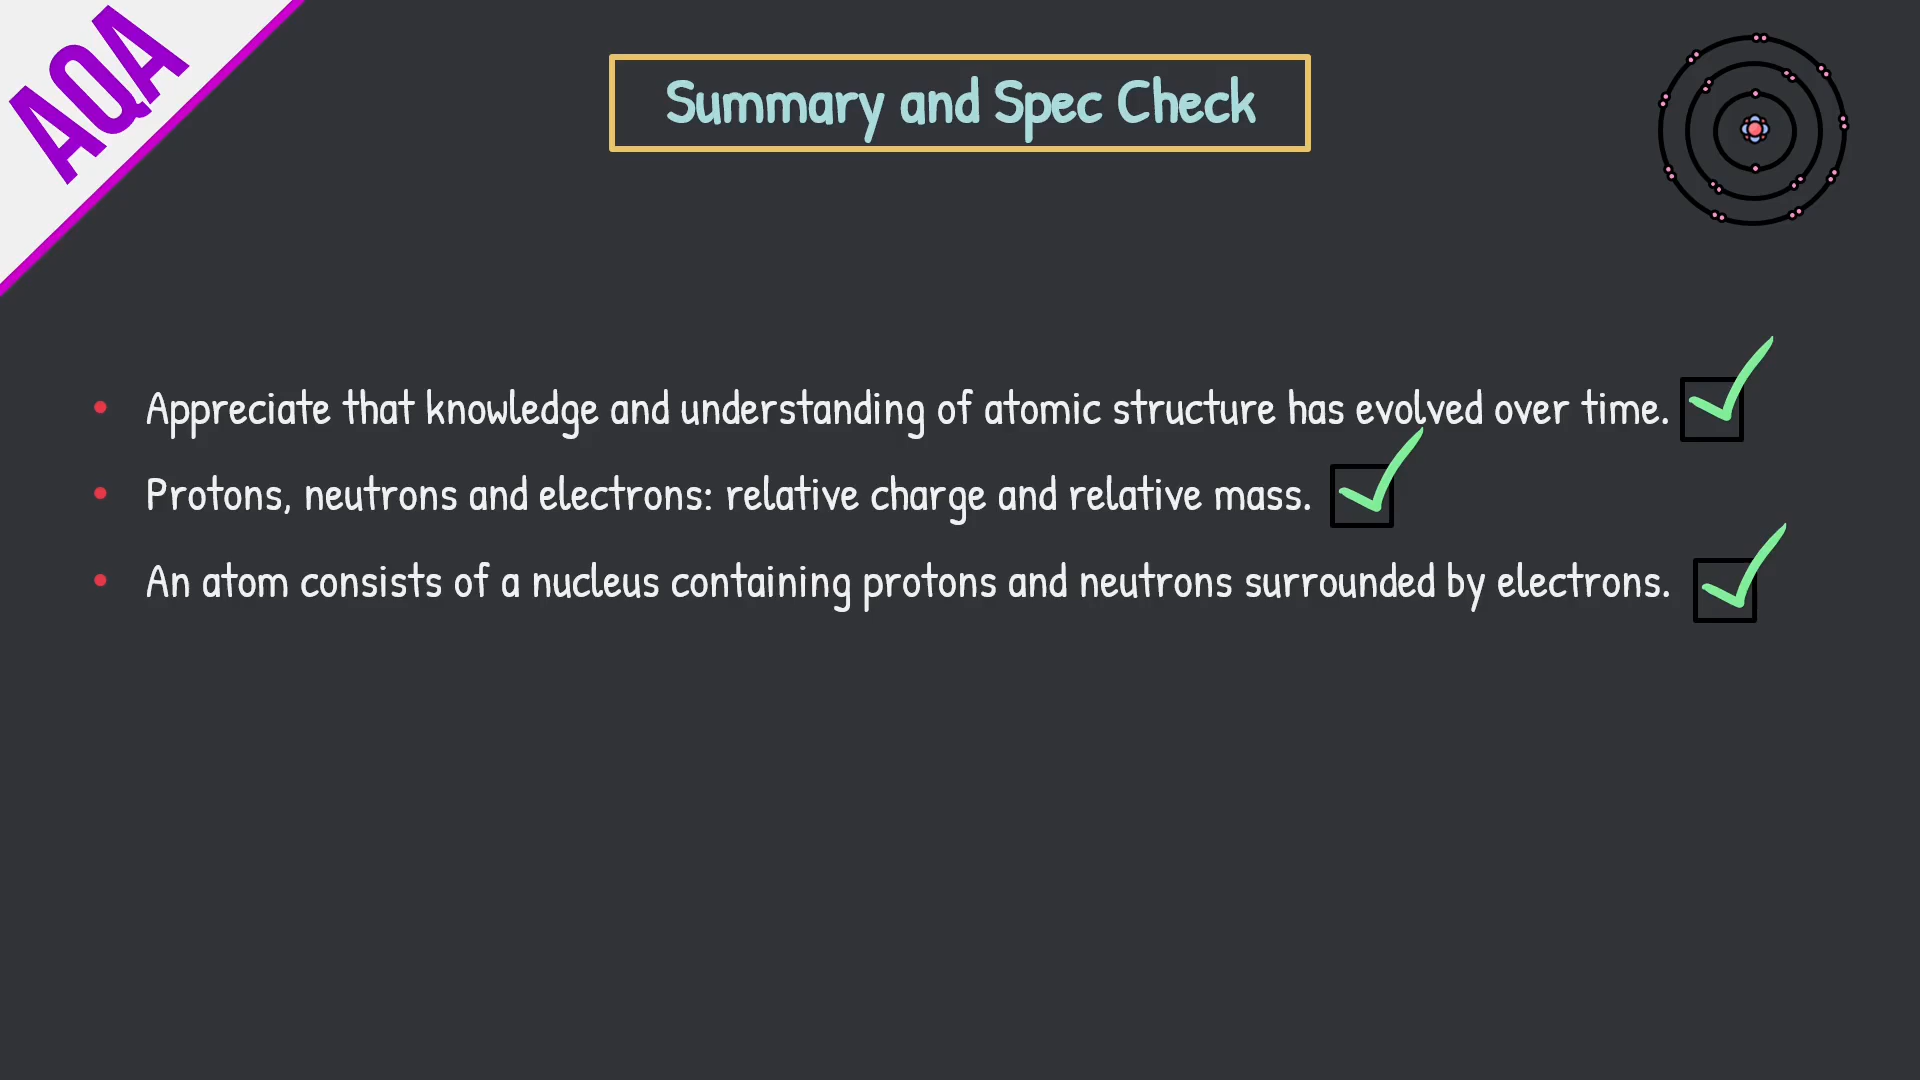 AQA
Summary and Spec Check
• Appreciate that knowledge and understanding of atomic structure has evolved over time.
• Protons, neutrons and electrons: relative charge and relative mass.
• An atom consists of a nucleus containing protons and neutrons surrounded by electrons.